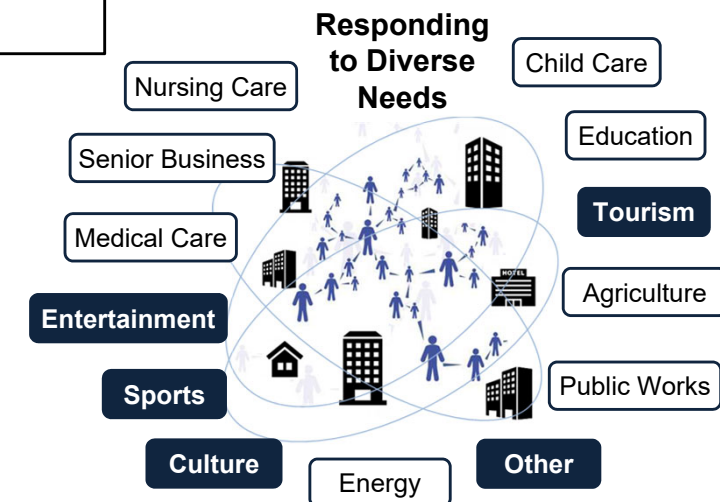 Responding
to Diverse
Needs
Nursing Care
Child Care
Senior Business
Education
Medical Care
Tourism
HOTEL
Entertainment
Agriculture
Sports
Public Works
Culture
Energy
Other